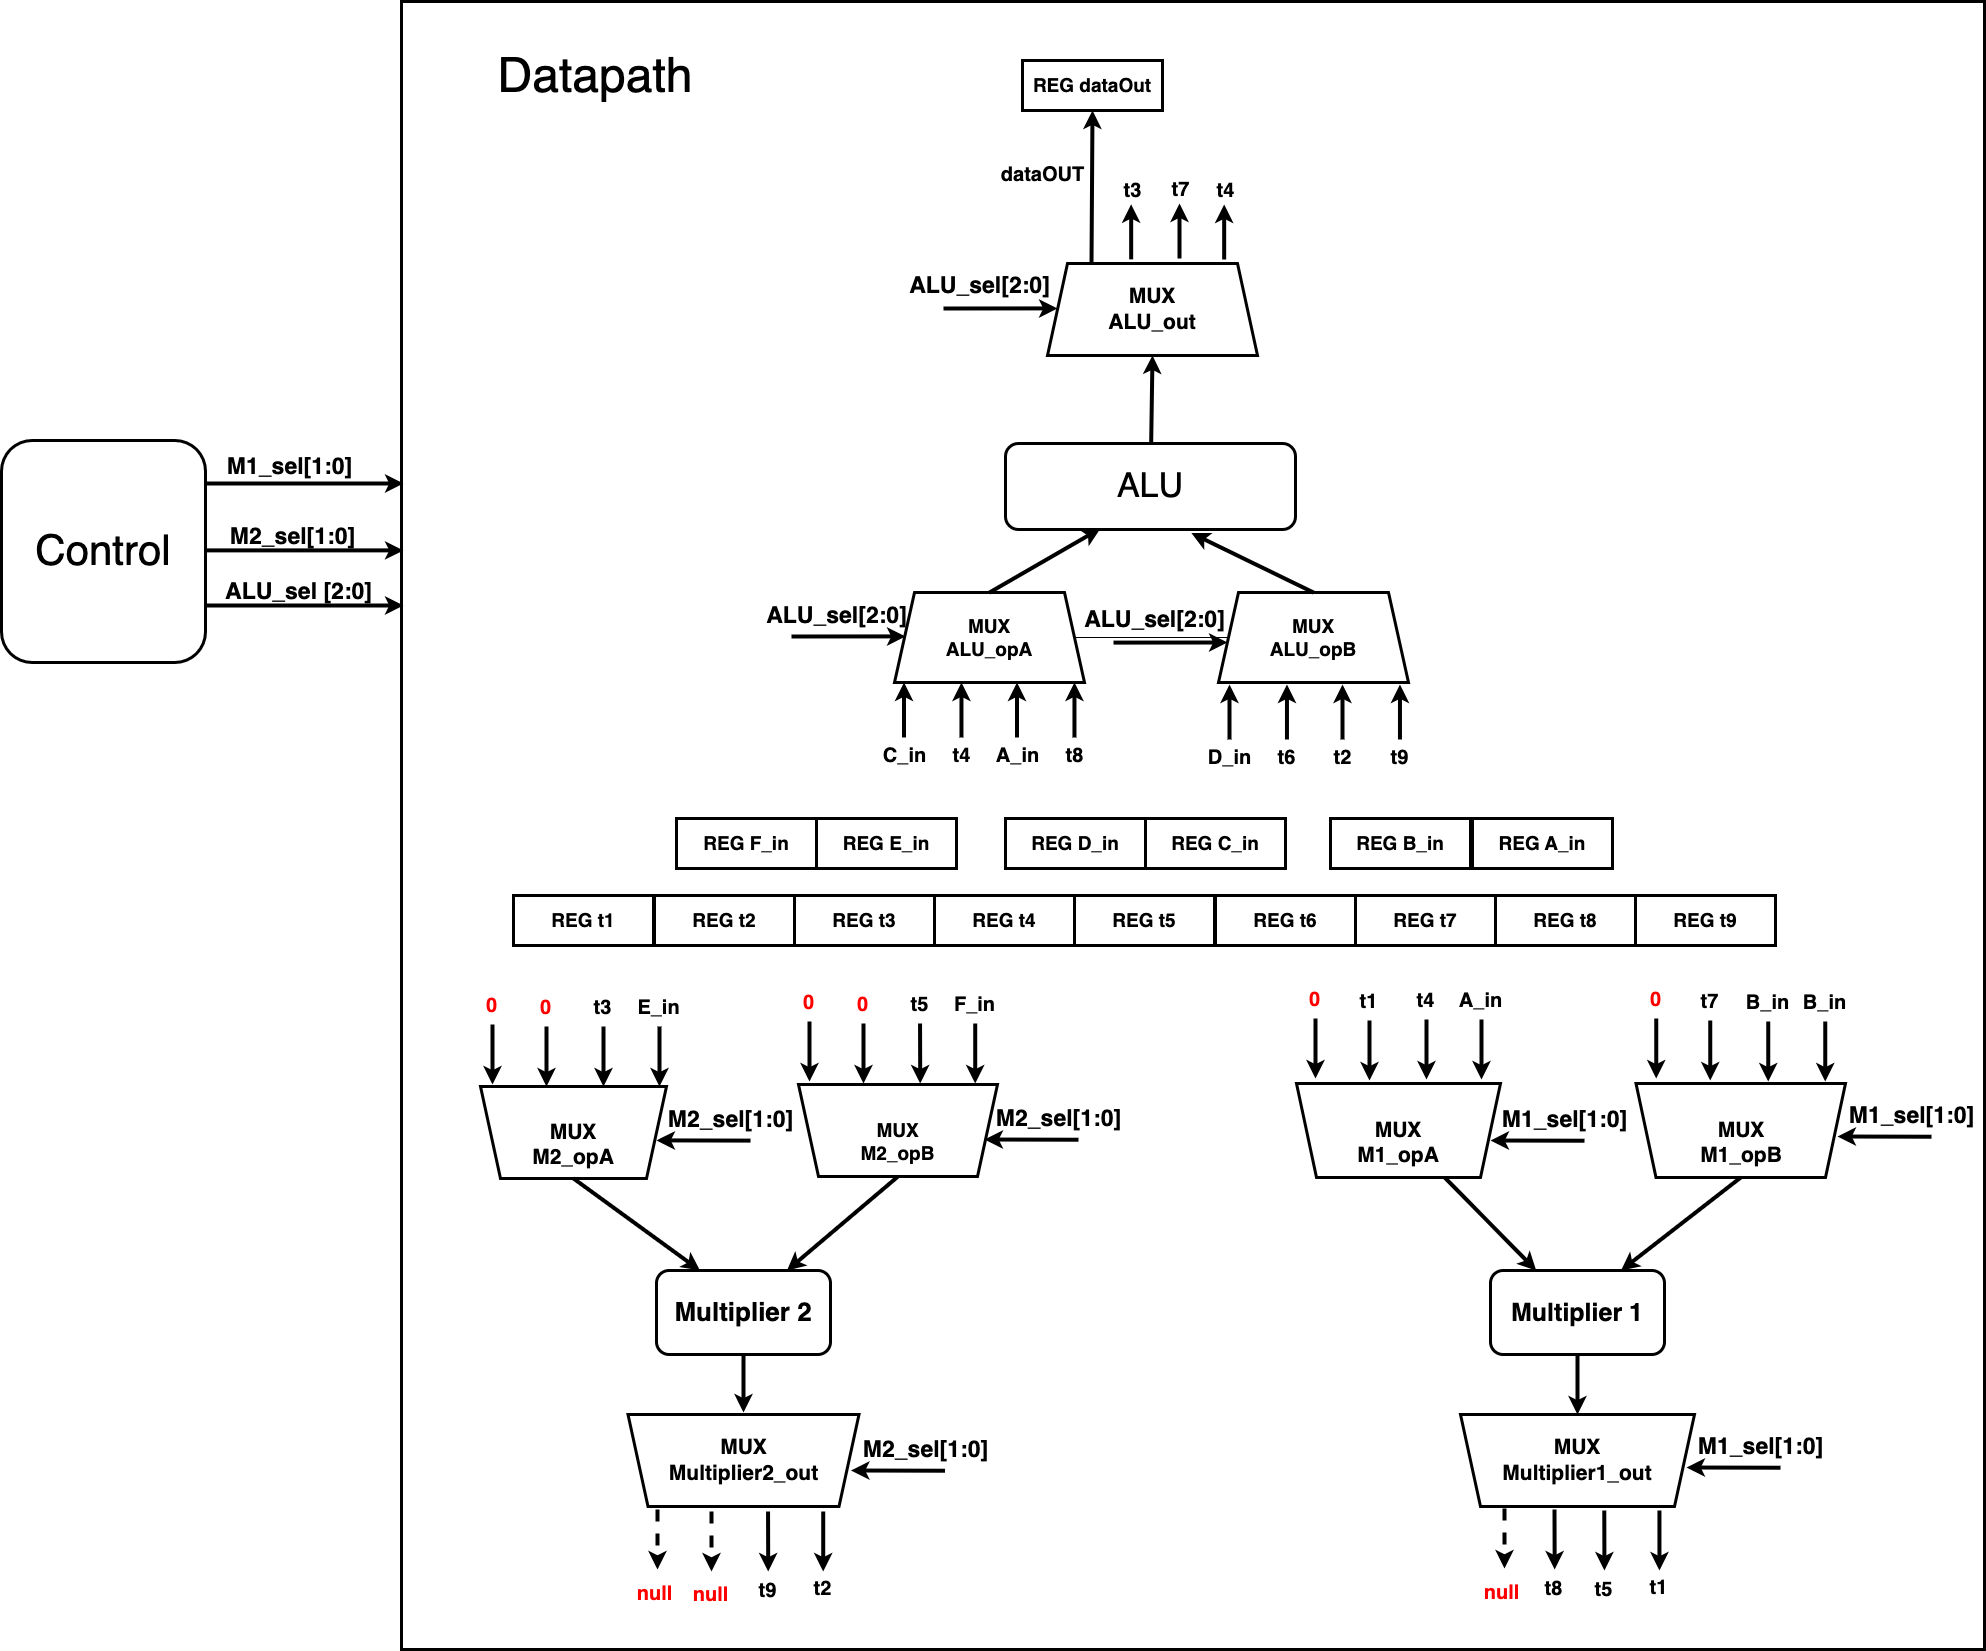 Datapath
REG dataOut
dataOUT
t3 t7 t4
ALU_sel[2:0]
MUX
ALU_out
Control
M1_sel[1:0]
M2_sel[1:0]
ALU_sel [2:0]
ALU
ALU_sel[2:0]
MUX
ALU_opA
ALU_sel[2:0]
MUX
ALU_opB
C_in t4 A_in t8
D_in t6 t2 t9
REG F_in REG E_in REG D_in REG C_in REG B_in REG A_in
REG t1 REG t2 REG t3 REG t4 REG t5 REG t6 REG t7 REG t8 REG t9
0 0 t3 E_in
0 0 t5 F_in
0 t1 t4 A_in
0 t7 B_in B_in
MUX
M2_opA
M2_sel[1:0]
MUX
M2_opB
M2_sel[1:0]
MUX
M1_opA
M1_sel[1:0]
MUX
M1_opB
M1_sel[1:0]
Multiplier 2
Multiplier 1
MUX
Multiplier2_out
M2_sel[1:0]
MUX
Multiplier1_out
M1_sel[1:0]
null null t9 t2
null t8 t5 t1